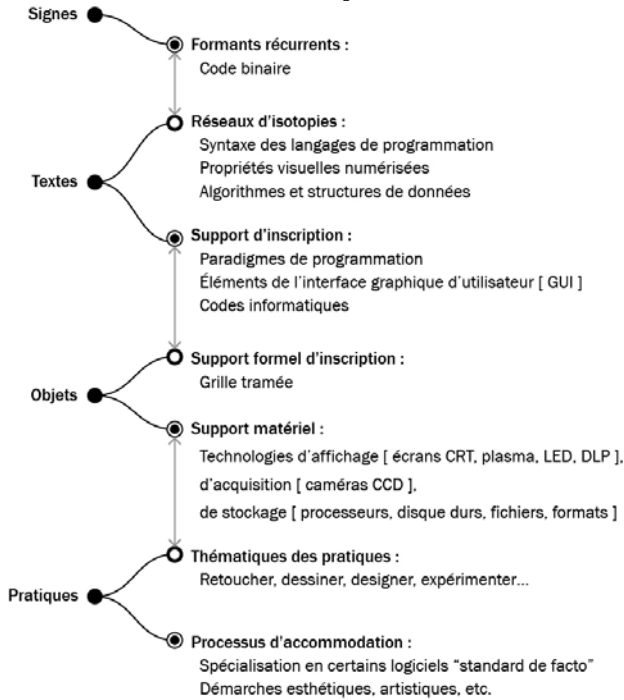 Signes
Formants récurrents :
Code binaire
Réseaux d'isotopies :
Syntaxe des langages de programmation
Propriétés visuelles numérisées
Textes
Algorithmes et structures de données
Support d'inscription :
Paradigmes de programmation
Éléments de l'interface graphique d'utilisateur [ GUI ]
Codes informatiques
Support formel d'inscription :
Grille tramée
Objets
Support matériel :
Technologies d'affichage [ écrans CRT, plasma, LED, DLP ],
d'acquisition [ caméras CCD ],
de stockage [ processeurs, disque durs, fichiers, formats ]
Thématiques des pratiques :
Retoucher, dessiner, designer, expérimenter...
Pratiques
Processus d'accommodation :
Spécialisation en certains logiciels "standard de facto"
Démarches esthétiques, artistiques, etc.